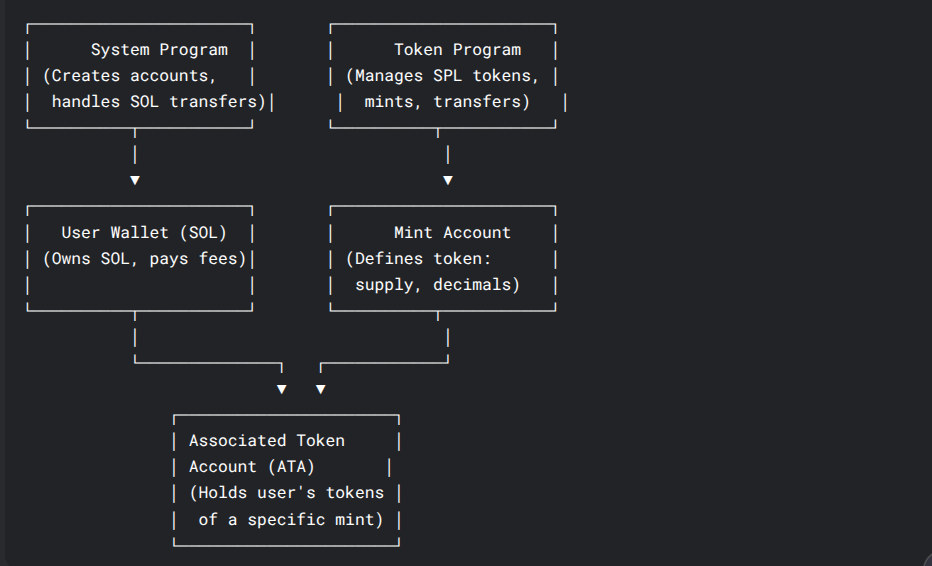 System Program
(Creates accounts,
handles SOL transfers)
Token Program
(Manages SPL tokens,
mints, transfers)
User Wallet (SOL)
(Owns SOL, pays fees)
Mint Account
(Defines token:
supply, decimals)
Associated Token
Account (ATA)
(Holds user's tokens
of a specific mint)